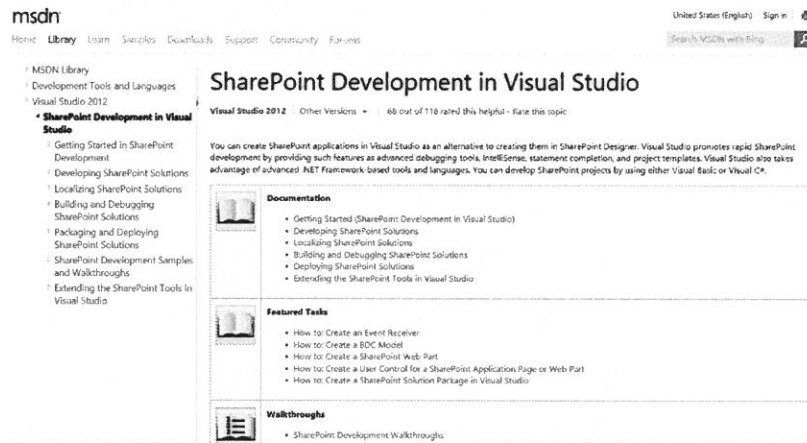 msdn
United States (English) Sign in
Home Library Learn Samples Downloads Support Community Forums
Search MSDN with Bing
MSDN Library
Development Tools and Languages
Visual Studio 2012
SharePoint Development in Visual
Studio
Getting Started in SharePoint
Development
Developing SharePoint Solutions
Localizing SharePoint Solutions
Building and Debugging
SharePoint Solutions
Packaging and Deploying
SharePoint Solutions
SharePoint Development Samples
and Walkthroughs
Extending the SharePoint Tools in
Visual Studio
SharePoint Development in Visual Studio
Visual Studio 2012 Other Versions 68 out of 118 rated this helpful - Rate this topic
You can create SharePoint applications in Visual Studio as an alternative to creating them in SharePoint Designer. Visual Studio promotes rapid SharePoint
development by providing such features as advanced debugging tools, IntelliSense, statement completion, and project templates. Visual Studio also takes
advantage of advanced .NET Framework-based tools and languages. You can develop SharePoint projects by using either Visual Basic or Visual C#.
Documentation
• Getting Started (SharePoint Development in Visual Studio)
• Developing SharePoint Solutions
• Localizing SharePoint Solutions
• Building and Debugging SharePoint Solutions
• Deploying SharePoint Solutions
• Extending the SharePoint Tools in Visual Studio
Featured Tasks
• How to: Create an Event Receiver
• How to: Create a BDC Model
• How to: Create a SharePoint Web Part
• How to: Create a User Control for a SharePoint Application Page or Web Part
• How to: Create a SharePoint Solution Package in Visual Studio
Walkthroughs
• SharePoint Development Walkthroughs